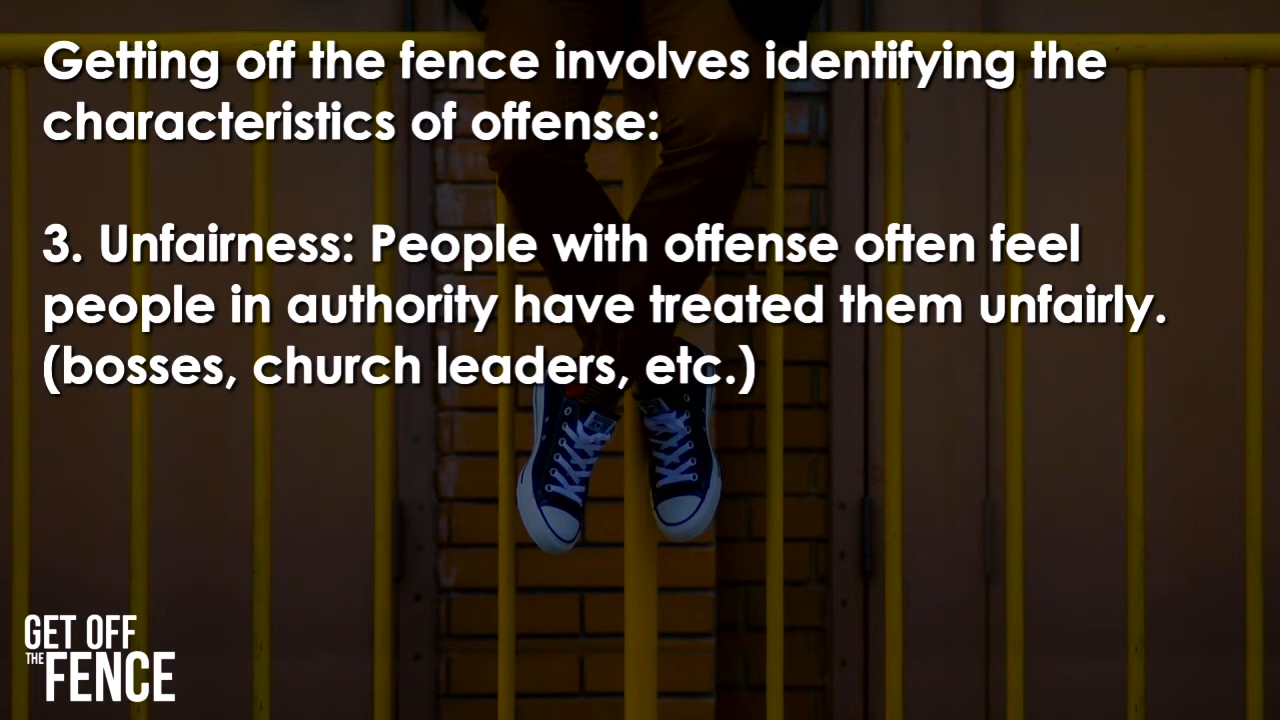 Getting off the fence involves identifying the
characteristics of offense:
3. Unfairness: People with offense often feel
people in authority have treated them unfairly.
(bosses, church leaders, etc.)
GET OFF
THE FENCE